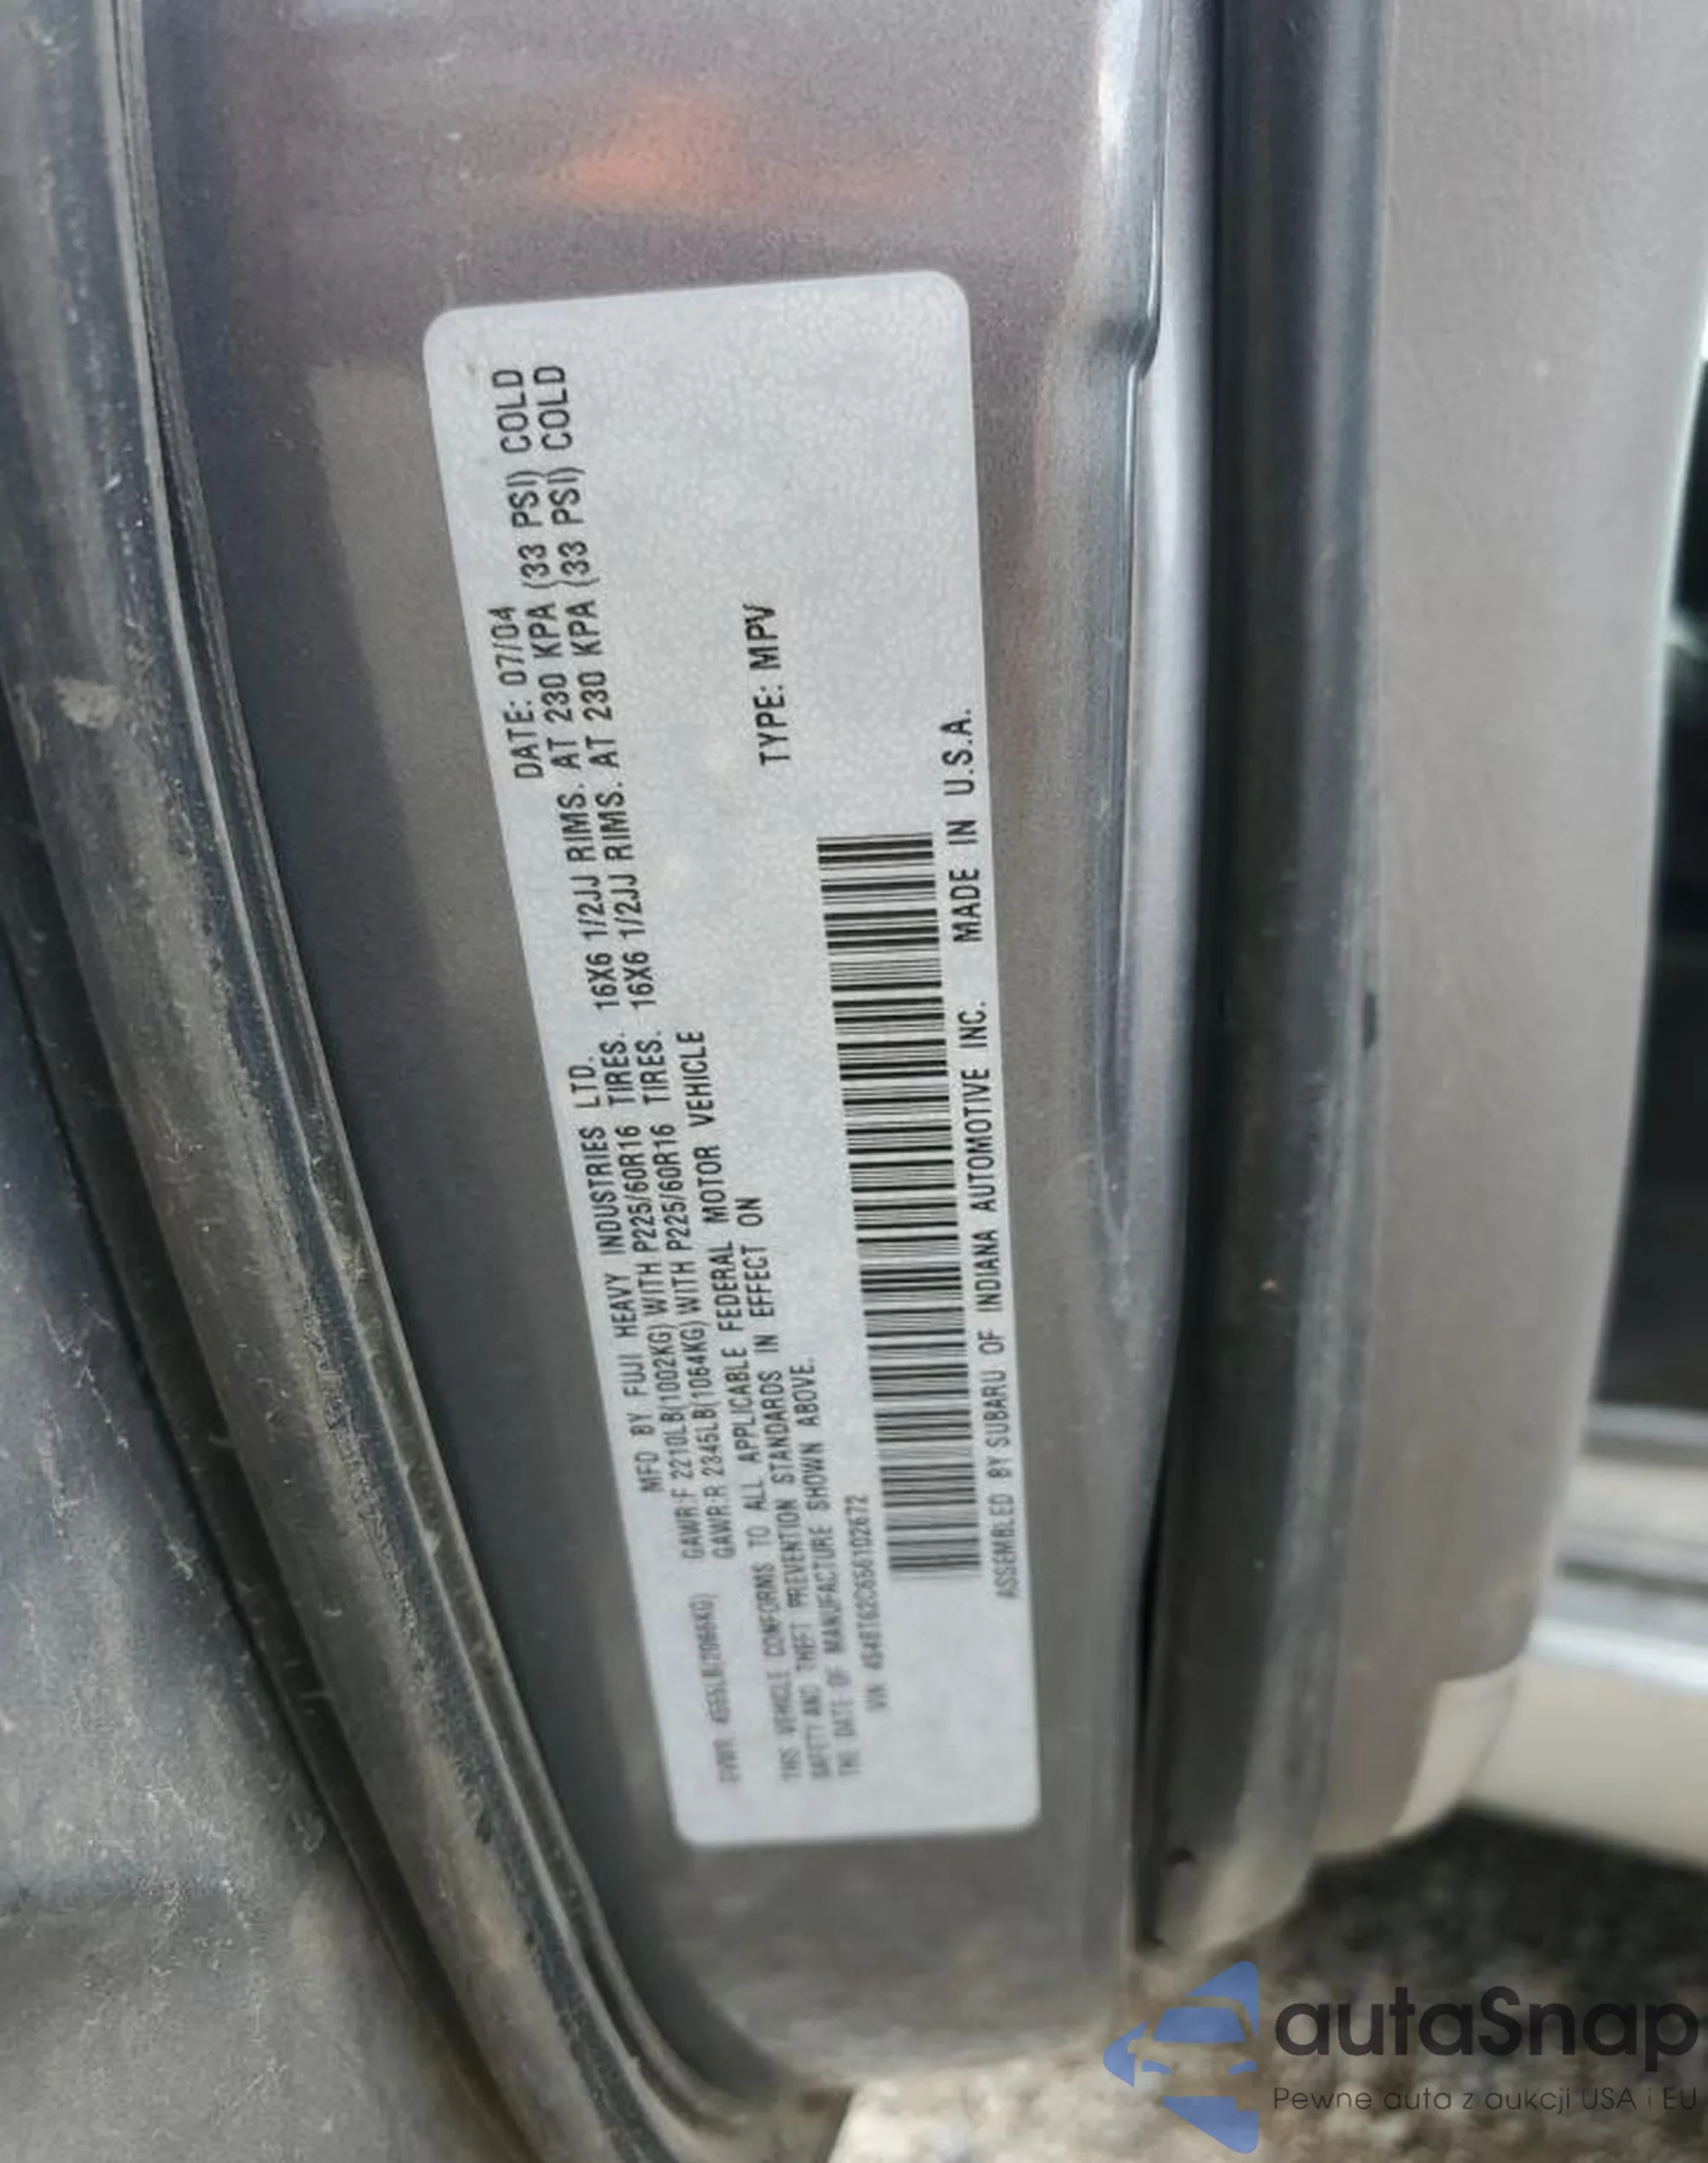 MFD BY FUJI HEAVY INDUSTRIES LTD. DATE: 07/04
GVWR 4555LB(2066KG) GAWR:F 2210LB(1002KG) WITH P225/60R16 TIRES. 16X6 1/2JJ RIMS. AT 230 KPA (33 PSI) COLD
GAWR:R 2345LB(1064KG) WITH P225/60R16 TIRES. 16X6 1/2JJ RIMS. AT 230 KPA (33 PSI) COLD
THIS VEHICLE CONFORMS TO ALL APPLICABLE FEDERAL MOTOR VEHICLE
SAFETY AND THEFT PREVENTION STANDARDS IN EFFECT ON
THE DATE OF MANUFACTURE SHOWN ABOVE.
VIN TYPE: MPV
ASSEMBLED BY SUBARU OF INDIANA AUTOMOTIVE INC. MADE IN U.S.A.
autaSnap
Pewne auta z aukcji USA i EU